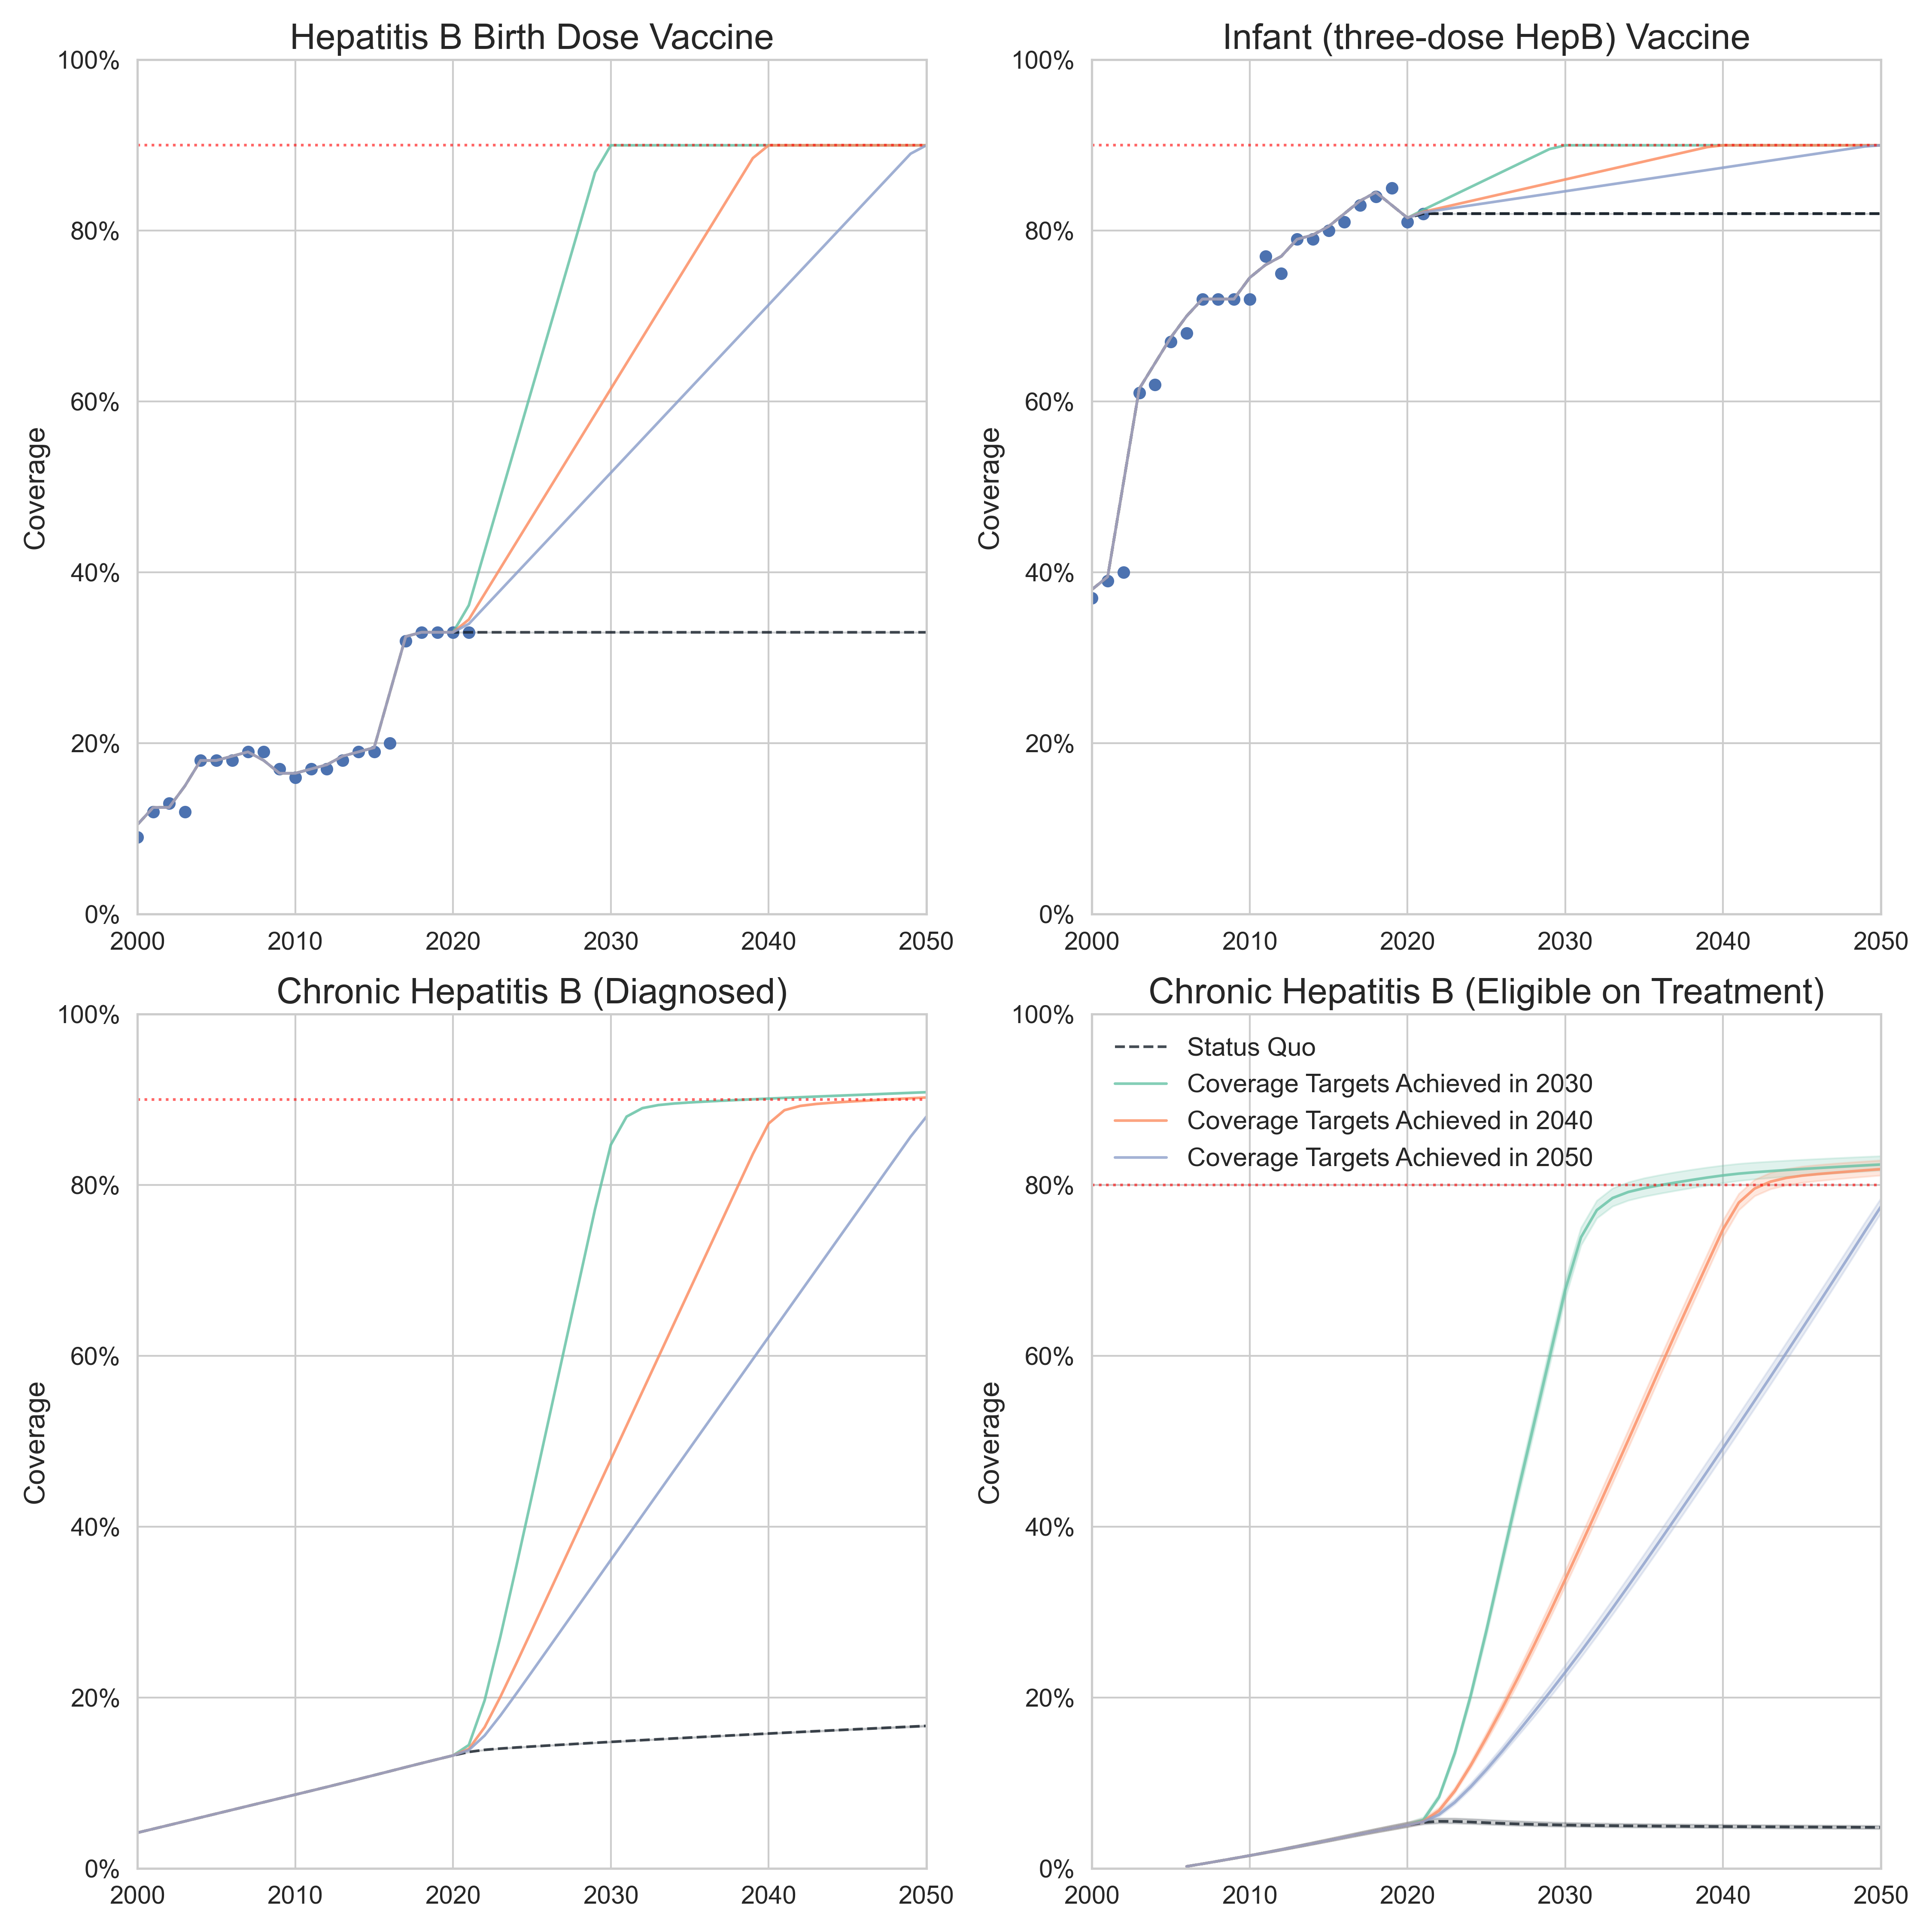 Hepatitis B Birth Dose Vaccine
100%
80%
60%
40%
20%
0%
Coverage
2000 2010 2020 2030 2040 2050
Infant (three-dose HepB) Vaccine
100%
80%
60%
40%
20%
0%
Coverage
2000 2010 2020 2030 2040 2050
Chronic Hepatitis B (Diagnosed)
100%
80%
60%
40%
20%
0%
Coverage
2000 2010 2020 2030 2040 2050
Chronic Hepatitis B (Eligible on Treatment)
100%
80%
60%
40%
20%
0%
Coverage
Status Quo
Coverage Targets Achieved in 2030
Coverage Targets Achieved in 2040
Coverage Targets Achieved in 2050
2000 2010 2020 2030 2040 2050